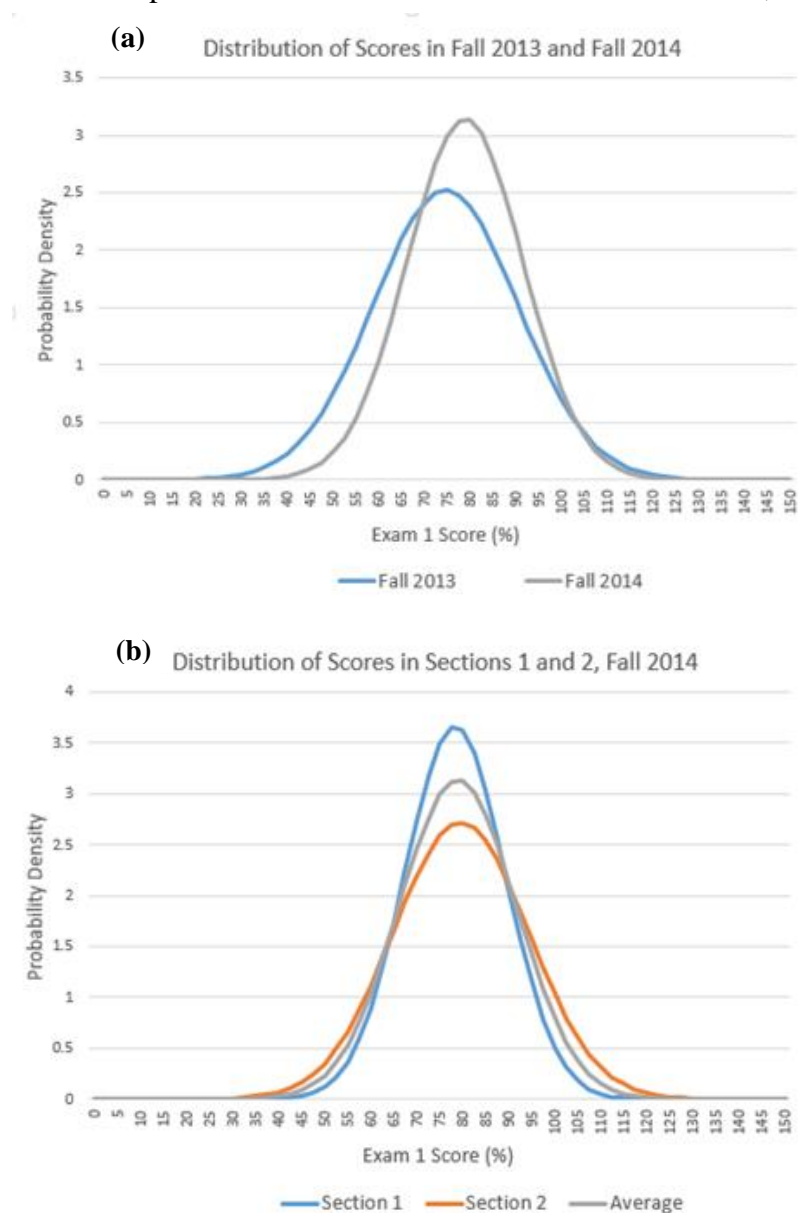 (a)
Distribution of Scores in Fall 2013 and Fall 2014
3.5
3
2.5
2
1.5
1
0.5
0
Probability Density
0 5 10 15 20 25 30 35 40 45 50 55 60 65 70 75 80 85 90 95 100 105 110 115 120 125 130 135 140 145 150
Exam 1 Score (%)
Fall 2013 Fall 2014
(b)
Distribution of Scores in Sections 1 and 2, Fall 2014
4
3.5
3
2.5
2
1.5
1
0.5
0
Probability Density
0 5 10 15 20 25 30 35 40 45 50 55 60 65 70 75 80 85 90 95 100 105 110 115 120 125 130 135 140 145 150
Exam 1 Score (%)
Section 1 Section 2 Average